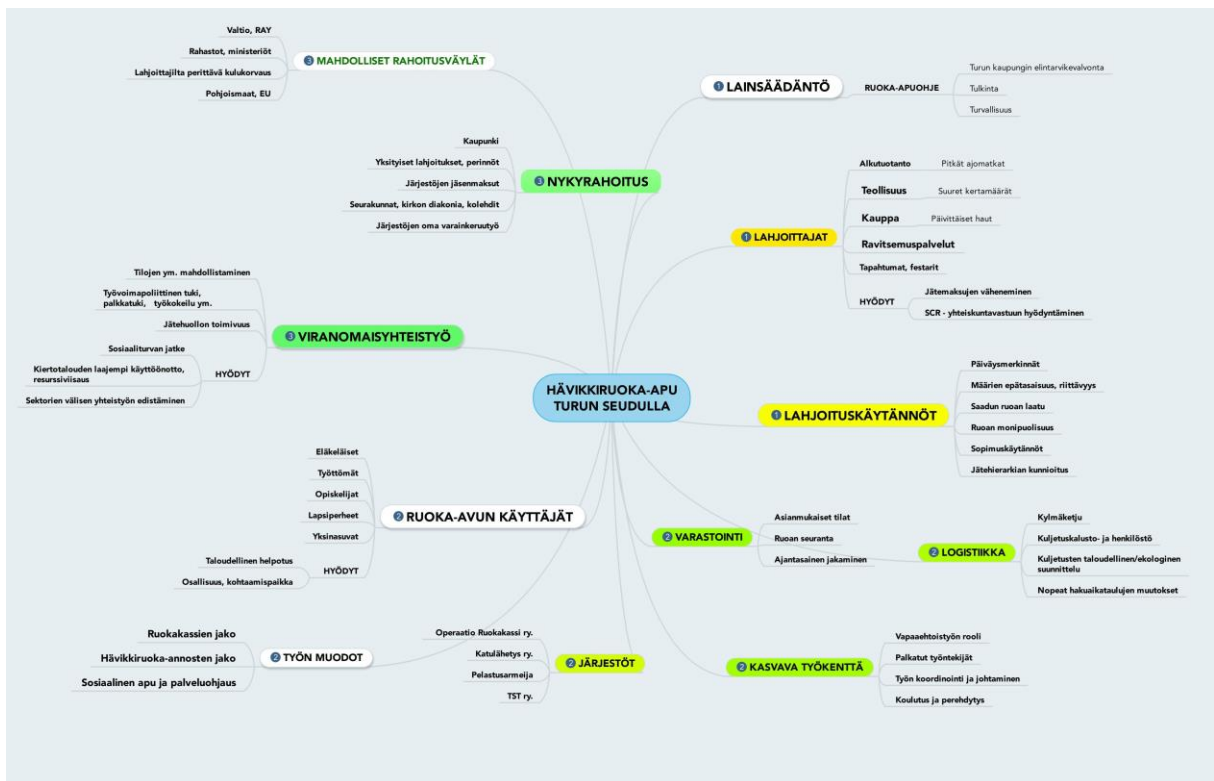 HÄVIKKIRUOKA-APU
TURUN SEUDULLA
❶ LAINSÄÄDÄNTÖ
RUOKA-APUOHJE
Turun kaupungin elintarvikevalvonta
Tulkinta
Turvallisuus
❶ LAHJOITTAJAT
Alkutuotanto
Pitkät ajomatkat
Teollisuus
Suuret kertamäärät
Kauppa
Päivittäiset haut
Ravitsemuspalvelut
Tapahtumat, festarit
HYÖDYT
Jätemaksujen väheneminen
SCR - yhteiskuntavastuun hyödyntäminen
❶ LAHJOITUSKÄYTÄNNÖT
Päiväysmerkinnät
Määrien epätasaisuus, riittävyys
Saadun ruoan laatu
Ruoan monipuolisuus
Sopimuskäytännöt
Jätehierarkian kunnioitus
❷ VARASTOINTI
Asianmukaiset tilat
Ruoan seuranta
Ajantasainen jakaminen
❷ LOGISTIIKKA
Kylmäketju
Kuljetuskalusto- ja henkilöstö
Kuljetusten taloudellinen/ekologinen
suunnittelu
Nopeat hakuaikataulujen muutokset
❷ KASVAVA TYÖKENTTÄ
Vapaaehtoistyön rooli
Palkatut työntekijät
Työn koordinointi ja johtaminen
Koulutus ja perehdytys
❷ JÄRJESTÖT
Operaatio Ruokakassi ry.
Katulähetys ry.
Pelastusarmeija
TST ry.
❷ TYÖN MUODOT
Ruokakassien jako
Hävikkiruoka-annosten jako
Sosiaalinen apu ja palveluohjaus
❷ RUOKA-AVUN KÄYTTÄJÄT
Eläkeläiset
Työttömät
Opiskelijat
Lapsiperheet
Yksinasuvat
HYÖDYT
Taloudellinen helpotus
Osallisuus, kohtaamispaikka
❸ VIRANOMAISYHTEISTYÖ
Tilojen ym. mahdollistaminen
Työvoimapoliittinen tuki,
palkkatuki, työkokeilu ym.
Jätehuollon toimivuus
HYÖDYT
Sosiaaliturvan jatke
Kiertotalouden laajempi käyttöönotto,
resurssiviisaus
Sektorien välisen yhteistyön edistäminen
❸ NYKYRAHOITUS
Kaupunki
Yksityiset lahjoitukset, perinnöt
Järjestöjen jäsenmaksut
Seurakunnat, kirkon diakonia, kolehdit
Järjestöjen oma varainkeruutyö
❸ MAHDOLLISET RAHOITUSVÄYLÄT
Valtio, RAY
Rahastot, ministeriöt
Lahjoittajilta perittävä kulukorvaus
Pohjoismaat, EU